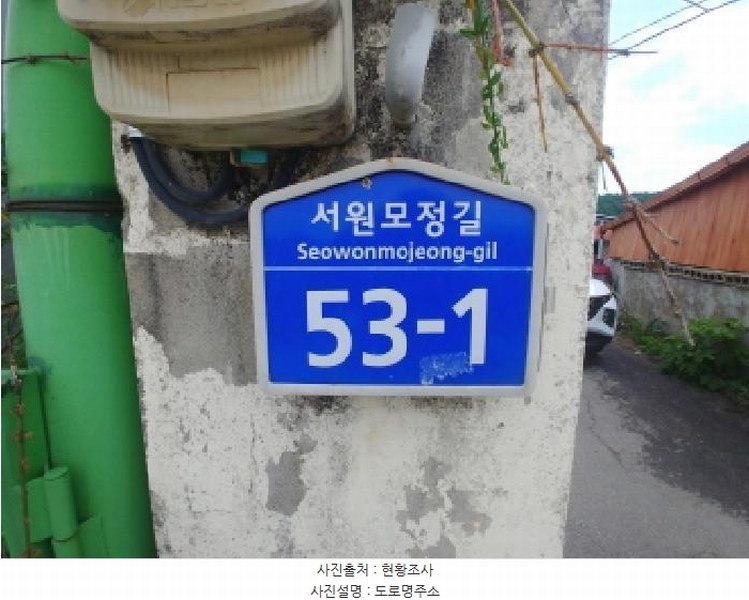 서원모정길
Seowonmojeong-gil
53-1
사진출처 : 현황조사
사진설명 : 도로명주소